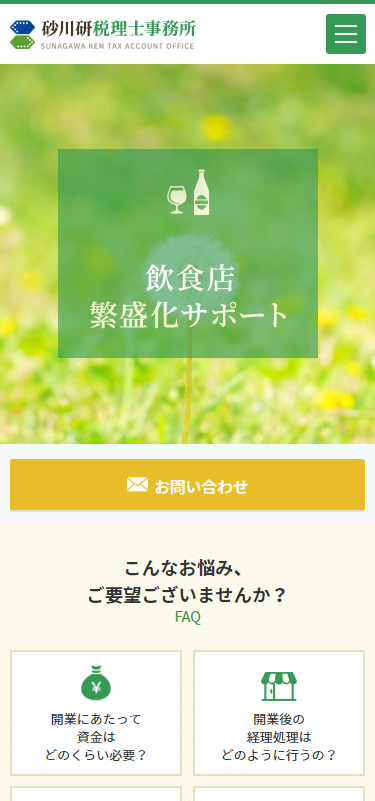 砂川研税理士事務所
SUNAGAWA KEN TAX ACCOUNT OFFICE
飲食店
繁盛化サポート
お問い合わせ
こんなお悩み、
ご要望ございませんか？
FAQ
¥
開業にあたって
資金は
どのくらい必要？
開業後の
経理処理は
どのように行うの？